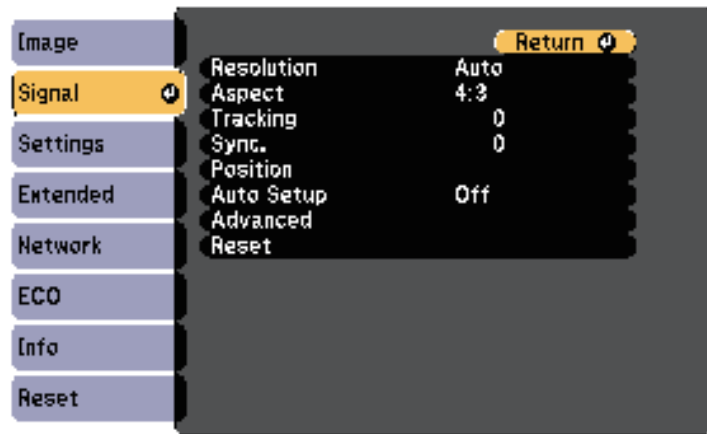 Image
Signal
Settings
Extended
Network
ECO
Info
Reset
Return
Resolution Auto
Aspect 4:3
Tracking 0
Sync. 0
Position
Auto Setup Off
Advanced
Reset